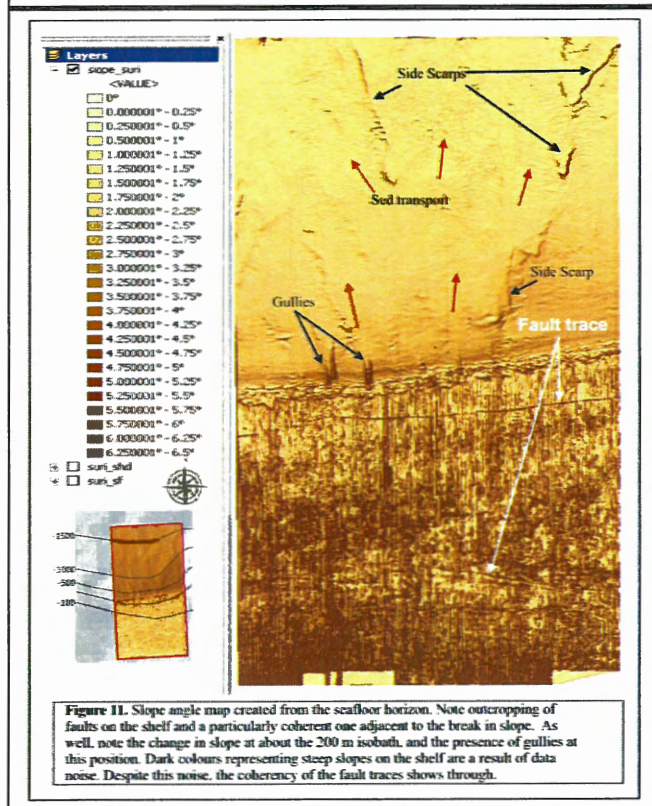 Layers
slope_suri
<VALUE>
0°
0.000001° - 0.25°
0.250001° - 0.5°
0.500001° - 1°
1.000001° - 1.25°
1.250001° - 1.5°
1.500001° - 1.75°
1.750001° - 2°
2.000001° - 2.25°
2.250001° - 2.5°
2.500001° - 2.75°
2.750001° - 3°
3.000001° - 3.25°
3.250001° - 3.5°
3.500001° - 3.75°
3.750001° - 4°
4.000001° - 4.25°
4.250001° - 4.5°
4.500001° - 4.75°
4.750001° - 5°
5.000001° - 5.25°
5.250001° - 5.5°
5.500001° - 5.75°
5.750001° - 6°
6.000001° - 6.25°
6.250001° - 6.5°
suri_shd
suri_sf
-1500
-500
Side Scarps
Sed transport
Side Scarp
Gullies
Fault trace
Figure 11. Slope angle map created from the seafloor horizon. Note outcropping of
faults on the shelf and a particularly coherent one adjacent to the break in slope. As
well, note the change in slope at about the 200 m isobath, and the presence of gullies at
this position. Dark colours representing steep slopes on the shelf are a result of data
noise. Despite this noise, the coherency of the fault traces shows through.